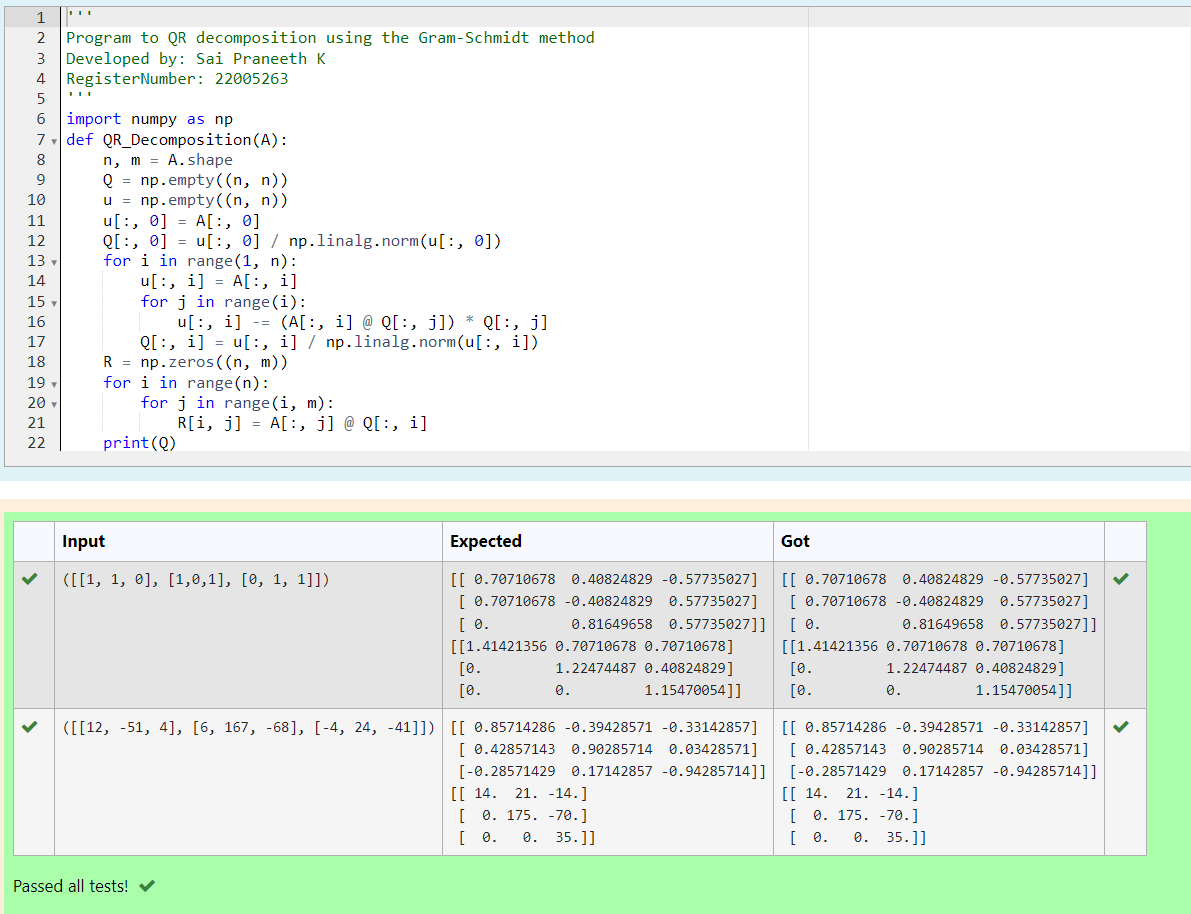 1 '''
2 Program to QR decomposition using the Gram-Schmidt method
3 Developed by: Sai Praneeth K
4 RegisterNumber: 22005263
5 '''
6 import numpy as np
7 def QR_Decomposition(A):
8     n, m = A.shape
9     Q = np.empty((n, n))
10     u = np.empty((n, n))
11     u[:, 0] = A[:, 0]
12     Q[:, 0] = u[:, 0] / np.linalg.norm(u[:, 0])
13     for i in range(1, n):
14         u[:, i] = A[:, i]
15         for j in range(i):
16             u[:, i] -= (A[:, i] @ Q[:, j]) * Q[:, j]
17         Q[:, i] = u[:, i] / np.linalg.norm(u[:, i])
18     R = np.zeros((n, m))
19     for i in range(n):
20         for j in range(i, m):
21             R[i, j] = A[:, j] @ Q[:, i]
22     print(Q)
Input Expected Got
([[1, 1, 0], [1,0,1], [0, 1, 1]]) [[ 0.70710678  0.40824829 -0.57735027] [[ 0.70710678  0.40824829 -0.57735027]
[ 0.70710678 -0.40824829  0.57735027] [ 0.70710678 -0.40824829  0.57735027]
[ 0.          0.81649658  0.57735027]] [ 0.          0.81649658  0.57735027]]
[[1.41421356 0.70710678 0.70710678] [[1.41421356 0.70710678 0.70710678]
[0.         1.22474487 0.40824829] [0.         1.22474487 0.40824829]
[0.         0.         1.15470054]] [0.         0.         1.15470054]]
([[12, -51, 4], [6, 167, -68], [-4, 24, -41]]) [[ 0.85714286 -0.39428571 -0.33142857] [[ 0.85714286 -0.39428571 -0.33142857]
[ 0.42857143  0.90285714  0.03428571] [ 0.42857143  0.90285714  0.03428571]
[-0.28571429  0.17142857 -0.94285714]] [-0.28571429  0.17142857 -0.94285714]]
[[ 14.  21. -14.] [[ 14.  21. -14.]
[  0. 175. -70.] [  0. 175. -70.]
[  0.   0.  35.]] [  0.   0.  35.]]
Passed all tests!